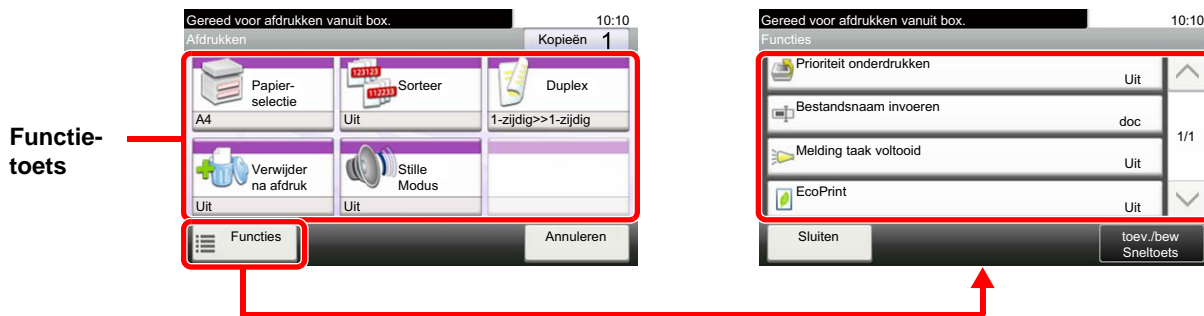 Gereed voor afdrukken vanuit box. 10:10
Afdrukken Kopieën 1
Papier-
selectie
A4
123123
112233
Sorteer
Uit
Duplex
1-zijdig>>1-zijdig
Functie-
toets
Verwijder
na afdruk
Uit
Stille
Modus
Uit
Functies
Annuleren
Gereed voor afdrukken vanuit box. 10:10
Functies
Prioriteit onderdrukken
Uit
Bestandsnaam invoeren
doc
1/1
Melding taak voltooid
Uit
EcoPrint
Uit
Sluiten
toev./bew
Sneltoets